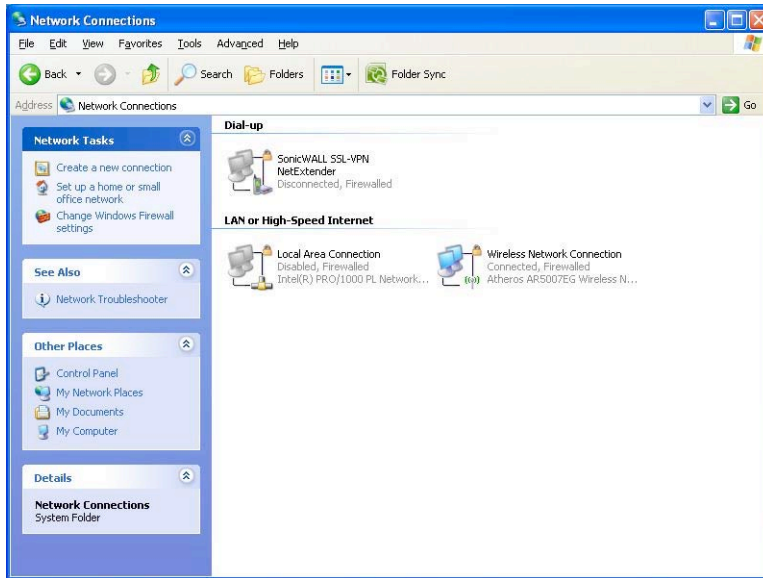 Network Connections
File Edit View Favorites Tools Advanced Help
Back Search Folders Folder Sync
Address Network Connections Go
Network Tasks
Create a new connection
Set up a home or small
office network
Change Windows Firewall
settings
See Also
Network Troubleshooter
Other Places
Control Panel
My Network Places
My Documents
My Computer
Details
Network Connections
System Folder
Dial-up
SonicWALL SSL-VPN
NetExtender
Disconnected, Firewalled
LAN or High-Speed Internet
Local Area Connection
Disabled, Firewalled
Intel(R) PRO/1000 PL Network...
Wireless Network Connection
Connected, Firewalled
Atheros AR5007EG Wireless N...